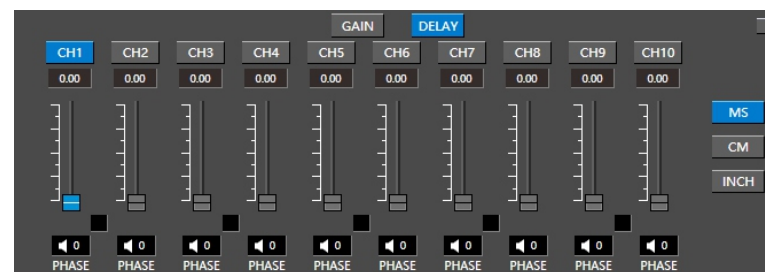 GAIN DELAY
CH1 CH2 CH3 CH4 CH5 CH6 CH7 CH8 CH9 CH10
0.00 0.00 0.00 0.00 0.00 0.00 0.00 0.00 0.00 0.00
MS
CM
INCH
0 0 0 0 0 0 0 0 0 0
PHASE PHASE PHASE PHASE PHASE PHASE PHASE PHASE PHASE PHASE